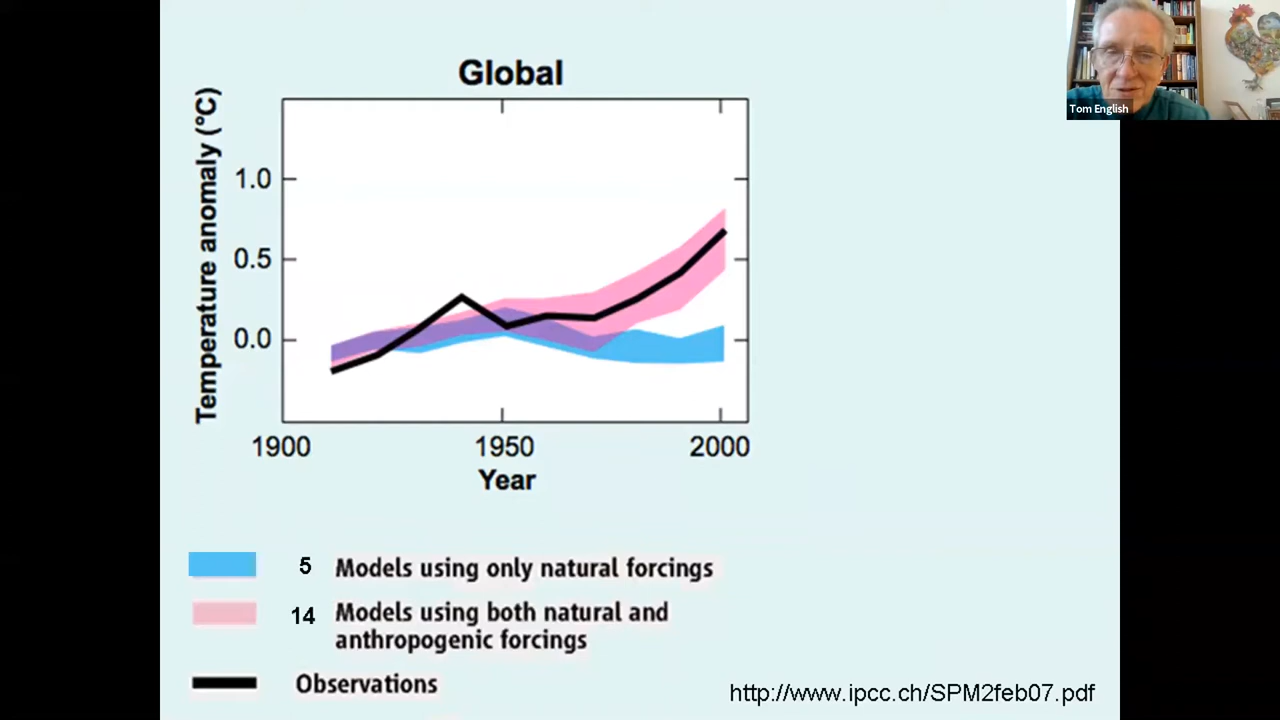 Global
Temperature anomaly (°C)
1.0
0.5
0.0
1900 1950 2000
Year
5 Models using only natural forcings
14 Models using both natural and
anthropogenic forcings
Observations
http://www.ipcc.ch/SPM2feb07.pdf
Tom English